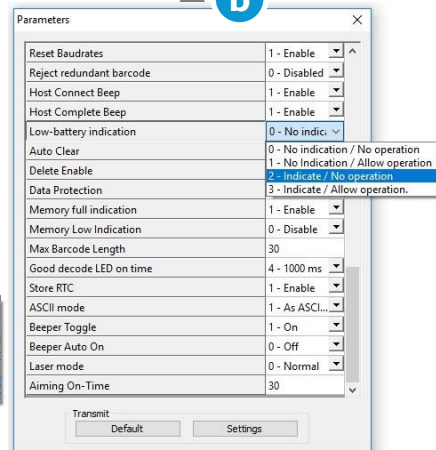 b
Parameters
Reset Baudrates 1 - Enable
Reject redundant barcode 0 - Disabled
Host Connect Beep 1 - Enable
Host Complete Beep 1 - Enable
Low-battery indication 0 - No indic
Auto Clear 0 - No indication / No operation
1 - No Indication / Allow operation
Delete Enable 2 - Indicate / No operation
Data Protection 3 - Indicate / Allow operation.
Memory full indication 1 - Enable
Memory Low Indication 0 - Disable
Max Barcode Length 30
Good decode LED on time 4 - 1000 ms
Store RTC 1 - Enable
ASCII mode 1 - As ASCI...
Beeper Toggle 1 - On
Beeper Auto On 0 - Off
Laser mode 0 - Normal
Aiming On-Time 30
Transmit
Default Settings